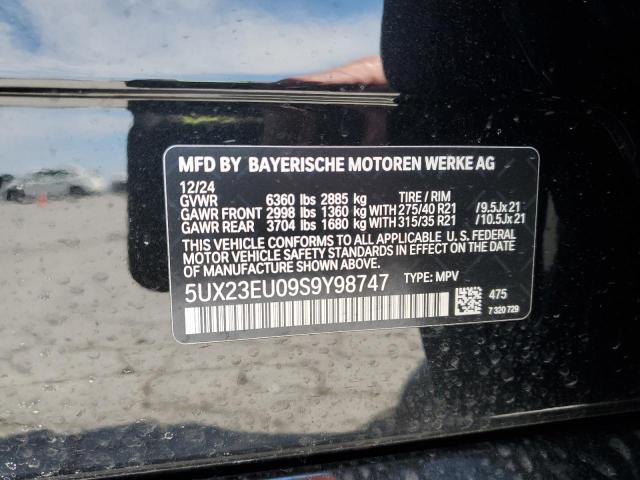 MFD BY BAYERISCHE MOTOREN WERKE AG
12/24
GVWR 6360 lbs 2885 kg TIRE / RIM
GAWR FRONT 2998 lbs 1360 kg WITH 275/40 R21 /9.5Jx21
GAWR REAR 3704 lbs 1680 kg WITH 315/35 R21 /10.5Jx21
THIS VEHICLE CONFORMS TO ALL APPLICABLE U. S. FEDERAL
MOTOR VEHICLE SAFETY STANDARDS IN EFFECT ON THE
DATE OF MANUFACTURE SHOWN ABOVE.
5UX23EU09S9Y98747 TYPE: MPV
475
7 320 729